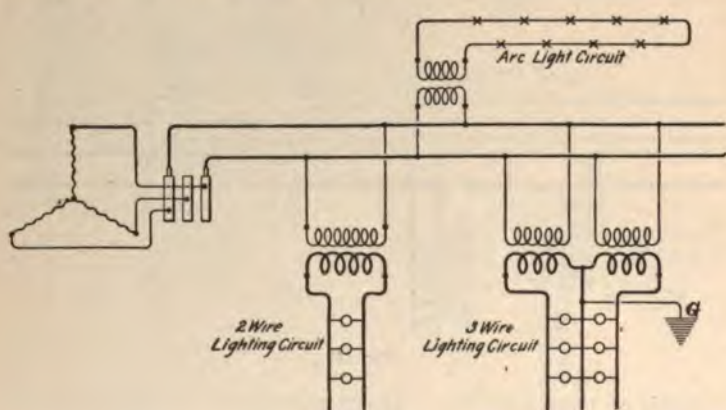 Arc Light Circuit
2 Wire
Lighting Circuit
3 Wire
Lighting Circuit
G